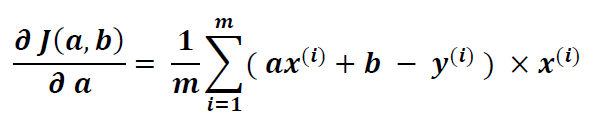 ∂ J(a, b) / ∂ a = 1/m ∑_{i=1}^{m} ( ax^{(i)} + b − y^{(i)} ) × x^{(i)}